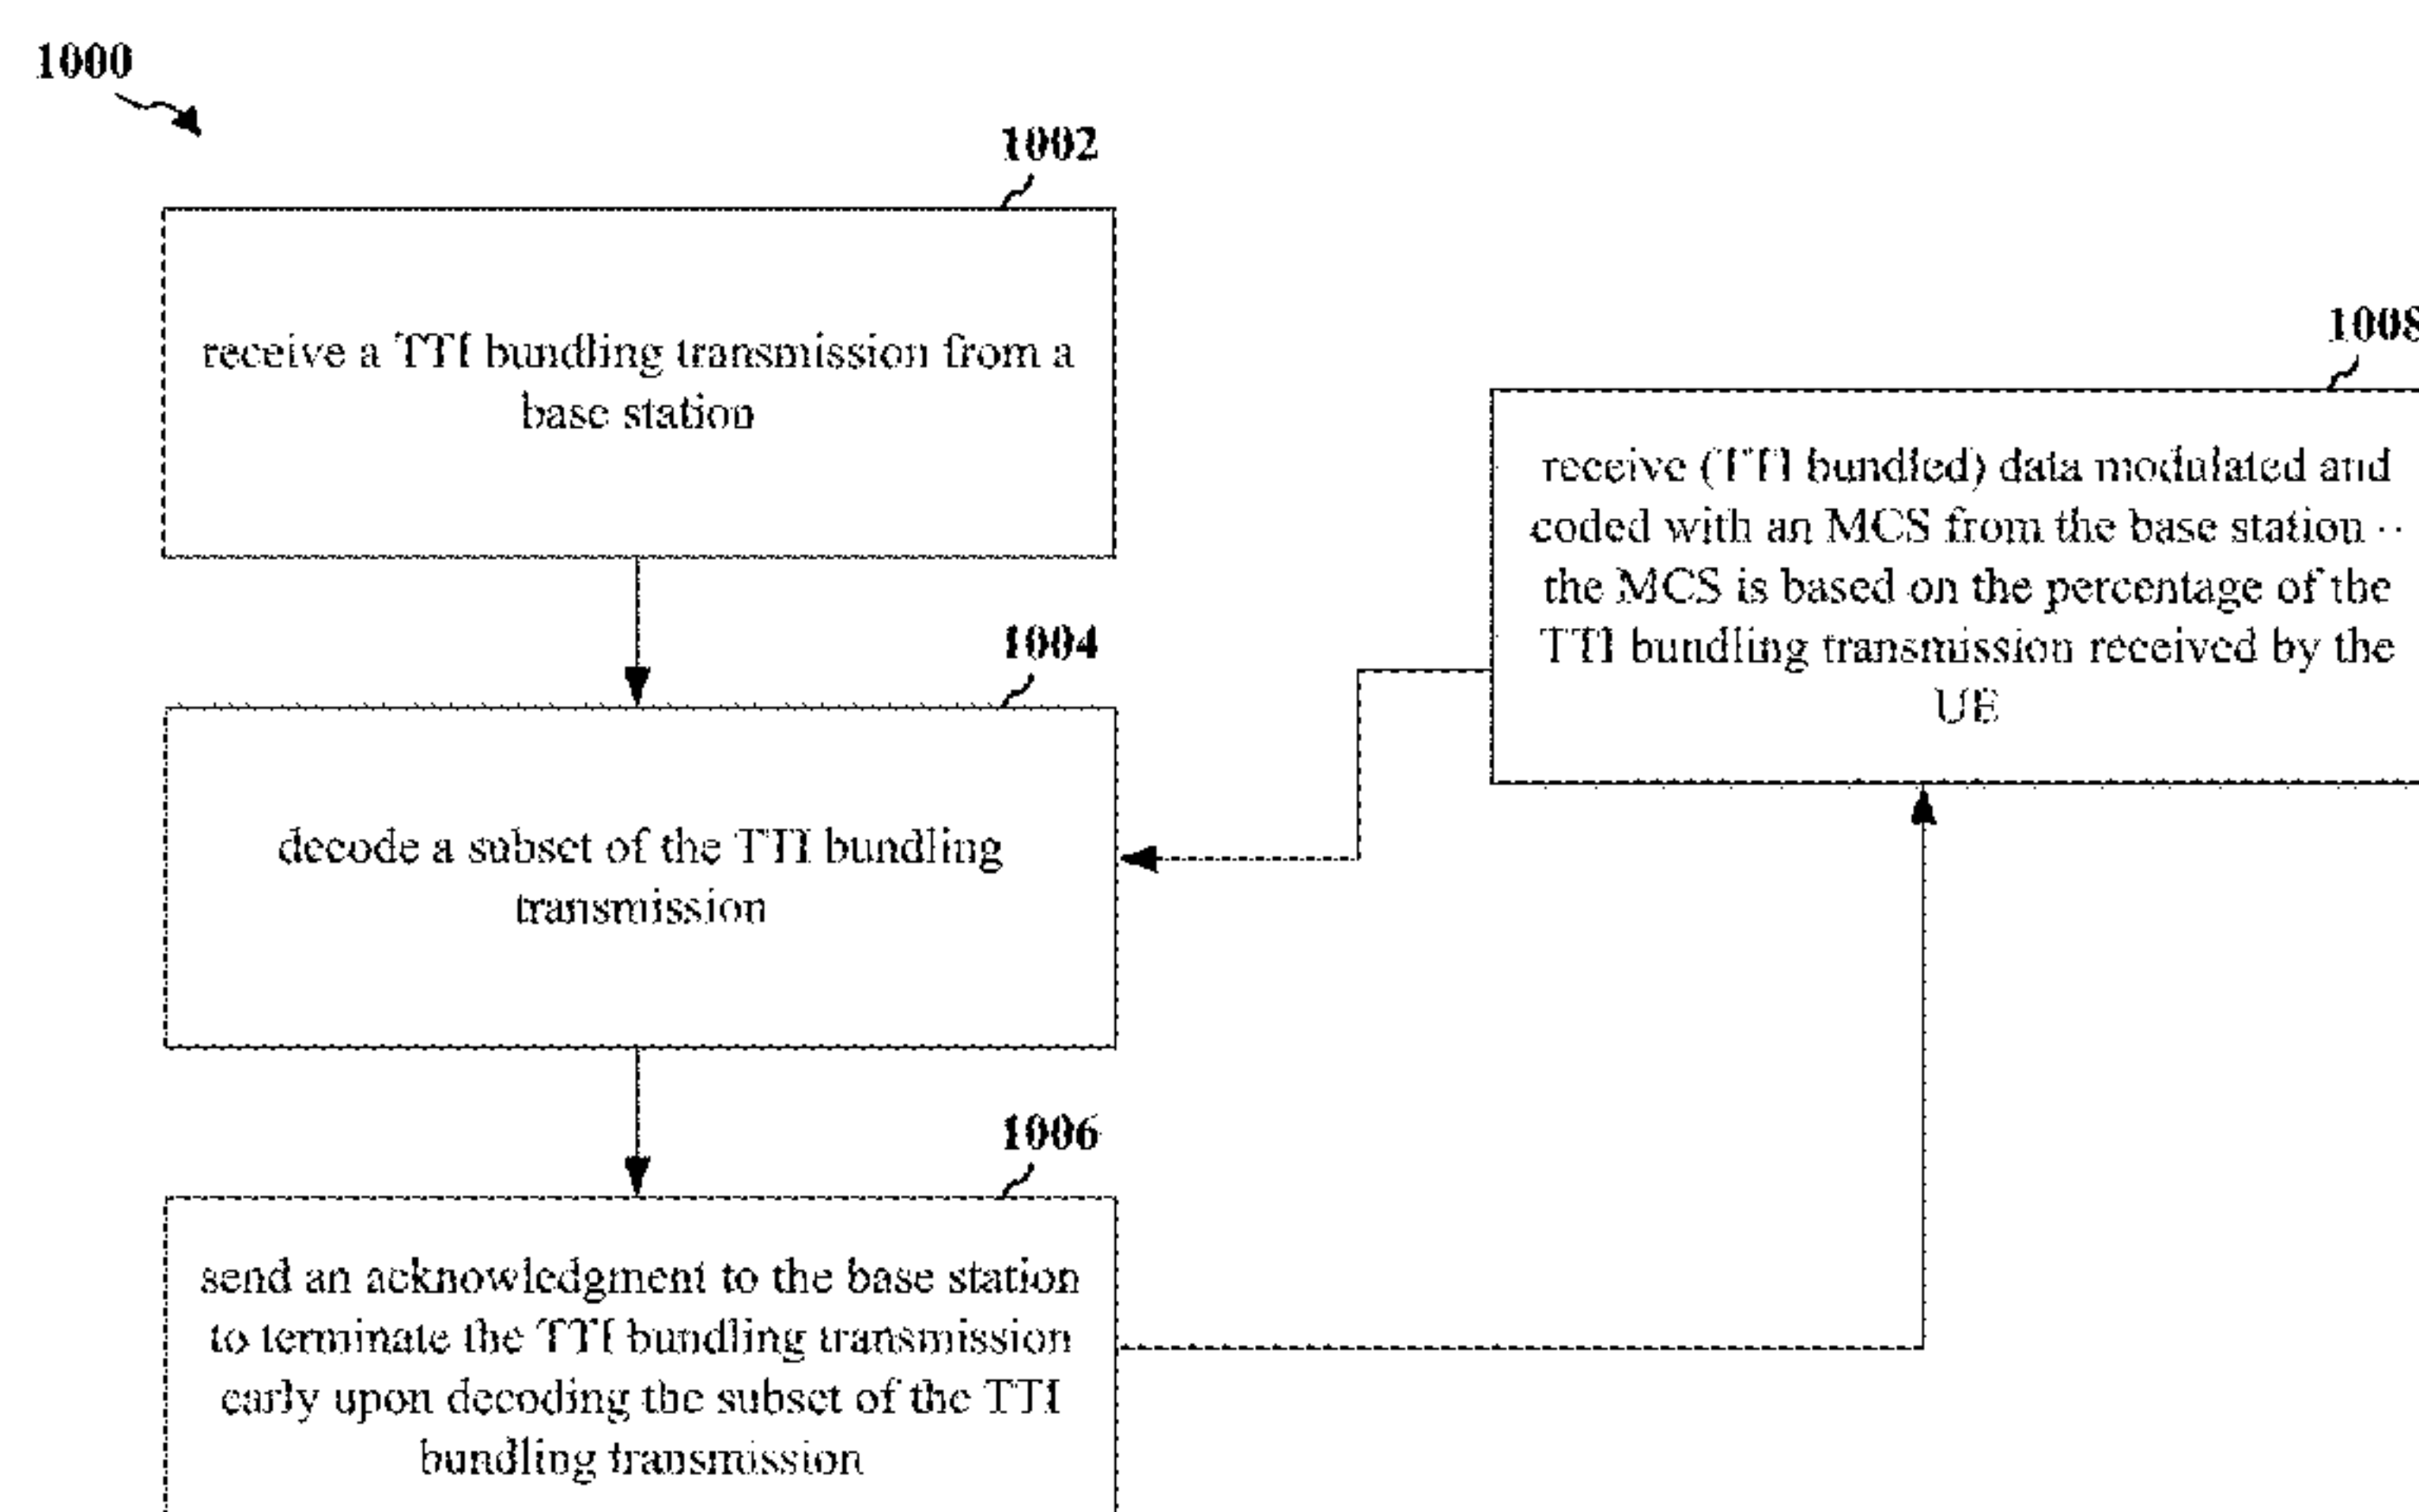 1000
1002
receive a TTI bundling transmission from a
base station
1004
decode a subset of the TTI bundling
transmission
1006
send an acknowledgment to the base station
to terminate the TTI bundling transmission
early upon decoding the subset of the TTI
bundling transmission
1008
receive (TTI bundled) data modulated and
coded with an MCS from the base station --
the MCS is based on the percentage of the
TTI bundling transmission received by the
UE